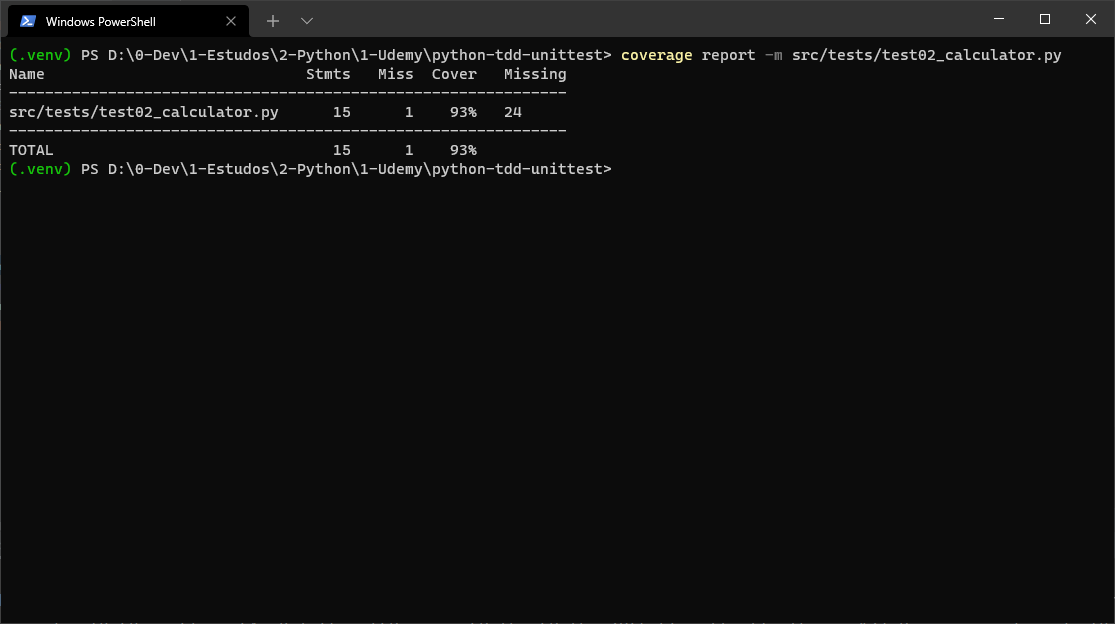 Windows PowerShell
(.venv) PS D:\0-Dev\1-Estudos\2-Python\1-Udemy\python-tdd-unittest> coverage report -m src/tests/test02_calculator.py
Name                             Stmts   Miss  Cover   Missing
--------------------------------------------------------------
src/tests/test02_calculator.py      15      1    93%   24
--------------------------------------------------------------
TOTAL                               15      1    93%
(.venv) PS D:\0-Dev\1-Estudos\2-Python\1-Udemy\python-tdd-unittest>